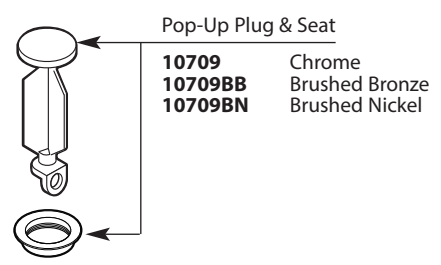 Pop-Up Plug & Seat
10709 Chrome
10709BB Brushed Bronze
10709BN Brushed Nickel